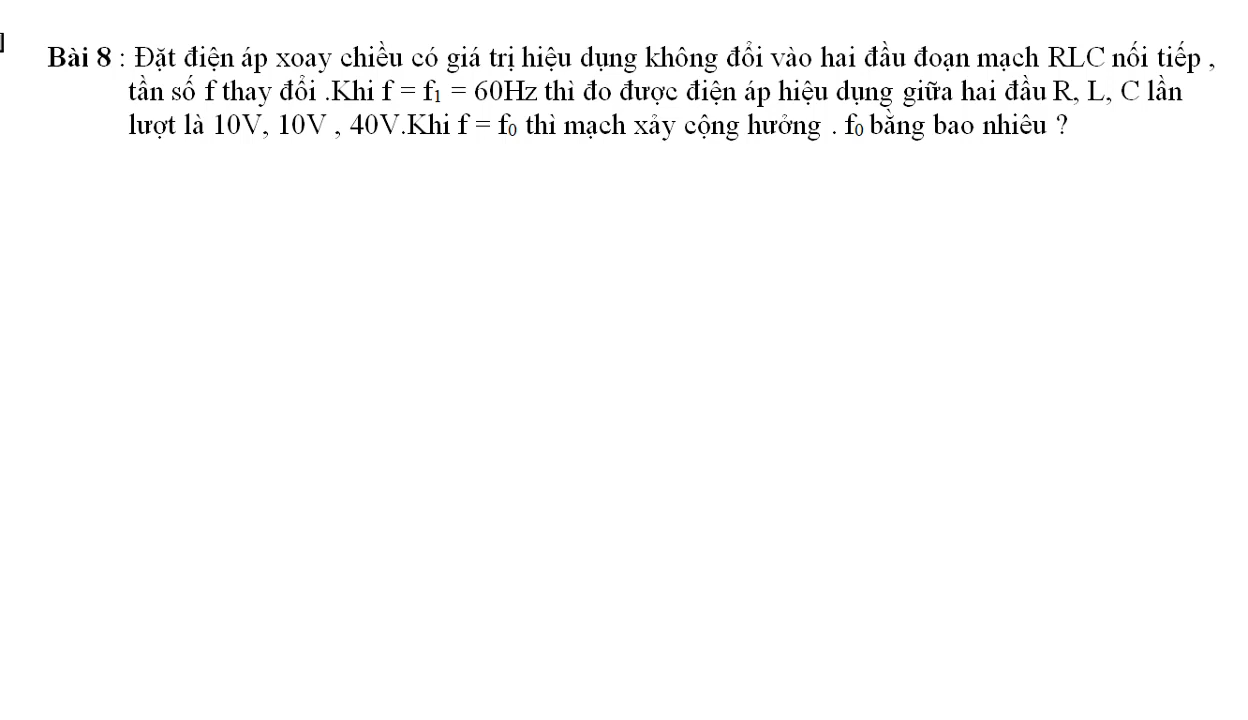 Bài 8 : Đặt điện áp xoay chiều có giá trị hiệu dụng không đổi vào hai đầu đoạn mạch RLC nối tiếp ,
tần số f thay đổi .Khi f = f₁ = 60Hz thì đo được điện áp hiệu dụng giữa hai đầu R, L, C lần
lượt là 10V, 10V , 40V.Khi f = f₀ thì mạch xảy cộng hưởng . f₀ bằng bao nhiêu ?